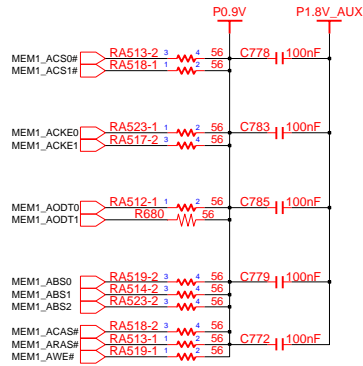 P0.9V P1.8V_AUX
MEM1_ACS0# RA513-2 3 4 56 C778 100nF
MEM1_ACS1# RA518-1 1 2 56
MEM1_ACKE0 RA523-1 1 2 56 C783 100nF
MEM1_ACKE1 RA517-2 3 4 56
MEM1_AODT0 RA512-1 1 2 56 C785 100nF
MEM1_AODT1 R680 56
MEM1_ABS0 RA519-2 3 4 56 C779 100nF
MEM1_ABS1 RA514-2 3 4 56
MEM1_ABS2 RA523-2 3 4 56
MEM1_ACAS# RA518-2 3 4 56
MEM1_ARAS# RA513-1 1 2 56 C772 100nF
MEM1_AWE# RA519-1 1 2 56